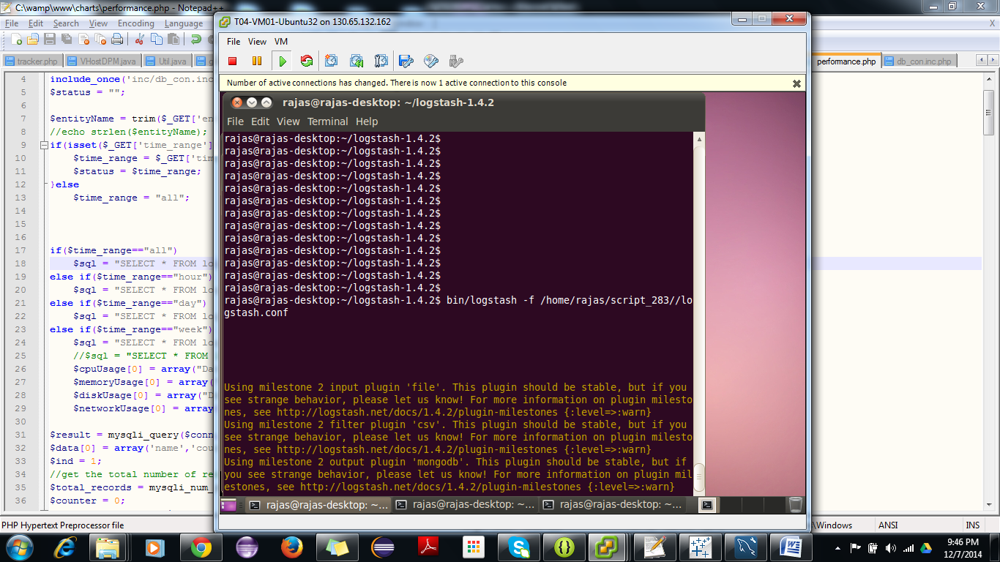 C:\wamp\www\charts\performance.php - Notepad++
File Edit Search View Encoding Language
X
tracker.php VHostDPM.java Util.java
performance.php db_con.inc.php
4 include_once('inc/db_con.inc
5 $status = "";
6
7 $entityName = trim($_GET['en
8 //echo strlen($entityName);
9 if(isset($_GET['time_range']
10 $time_range = $_GET['tim
11 $status = $time_range;
12 }else
13 $time_range = "all";
14
15
16
17 if($time_range=="all")
18 $sql = "SELECT * FROM lo
19 else if($time_range=="hour")
20 $sql = "SELECT * FROM lo
21 else if($time_range=="day")
22 $sql = "SELECT * FROM lo
23 else if($time_range=="week")
24 $sql = "SELECT * FROM lo
25 //$sql = "SELECT * FROM
26 $cpuUsage[0] = array("Da
27 $memoryUsage[0] = array(
28 $diskUsage[0] = array("D
29 $networkUsage[0] = array
30
31 $result = mysqli_query($conn
32 $data[0] = array('name','cou
33 $ind = 1;
34 //get the total number of re
35 $total_records = mysqli_num_
36 $counter = 0;
PHP Hypertext Preprocessor file
\Windows ANSI INS
T04-VM01-Ubuntu32 on 130.65.132.162
File View VM
Number of active connections has changed. There is now 1 active connection to this console
rajas@rajas-desktop: ~/logstash-1.4.2
File Edit View Terminal Help
rajas@rajas-desktop:~/logstash-1.4.2$
rajas@rajas-desktop:~/logstash-1.4.2$
rajas@rajas-desktop:~/logstash-1.4.2$
rajas@rajas-desktop:~/logstash-1.4.2$
rajas@rajas-desktop:~/logstash-1.4.2$
rajas@rajas-desktop:~/logstash-1.4.2$
rajas@rajas-desktop:~/logstash-1.4.2$
rajas@rajas-desktop:~/logstash-1.4.2$
rajas@rajas-desktop:~/logstash-1.4.2$
rajas@rajas-desktop:~/logstash-1.4.2$
rajas@rajas-desktop:~/logstash-1.4.2$
rajas@rajas-desktop:~/logstash-1.4.2$
rajas@rajas-desktop:~/logstash-1.4.2$
rajas@rajas-desktop:~/logstash-1.4.2$ bin/logstash -f /home/rajas/script_283//lo
gstash.conf
Using milestone 2 input plugin 'file'. This plugin should be stable, but if you
see strange behavior, please let us know! For more information on plugin milesto
nes, see http://logstash.net/docs/1.4.2/plugin-milestones {:level=>:warn}
Using milestone 2 filter plugin 'csv'. This plugin should be stable, but if you
see strange behavior, please let us know! For more information on plugin milesto
nes, see http://logstash.net/docs/1.4.2/plugin-milestones {:level=>:warn}
Using milestone 2 output plugin 'mongodb'. This plugin should be stable, but if
you see strange behavior, please let us know! For more information on plugin mil
estones, see http://logstash.net/docs/1.4.2/plugin-milestones {:level=>:warn}
rajas@rajas-desktop: ~... rajas@rajas-desktop: ~... rajas@rajas-desktop: ~...
9:46 PM
12/7/2014